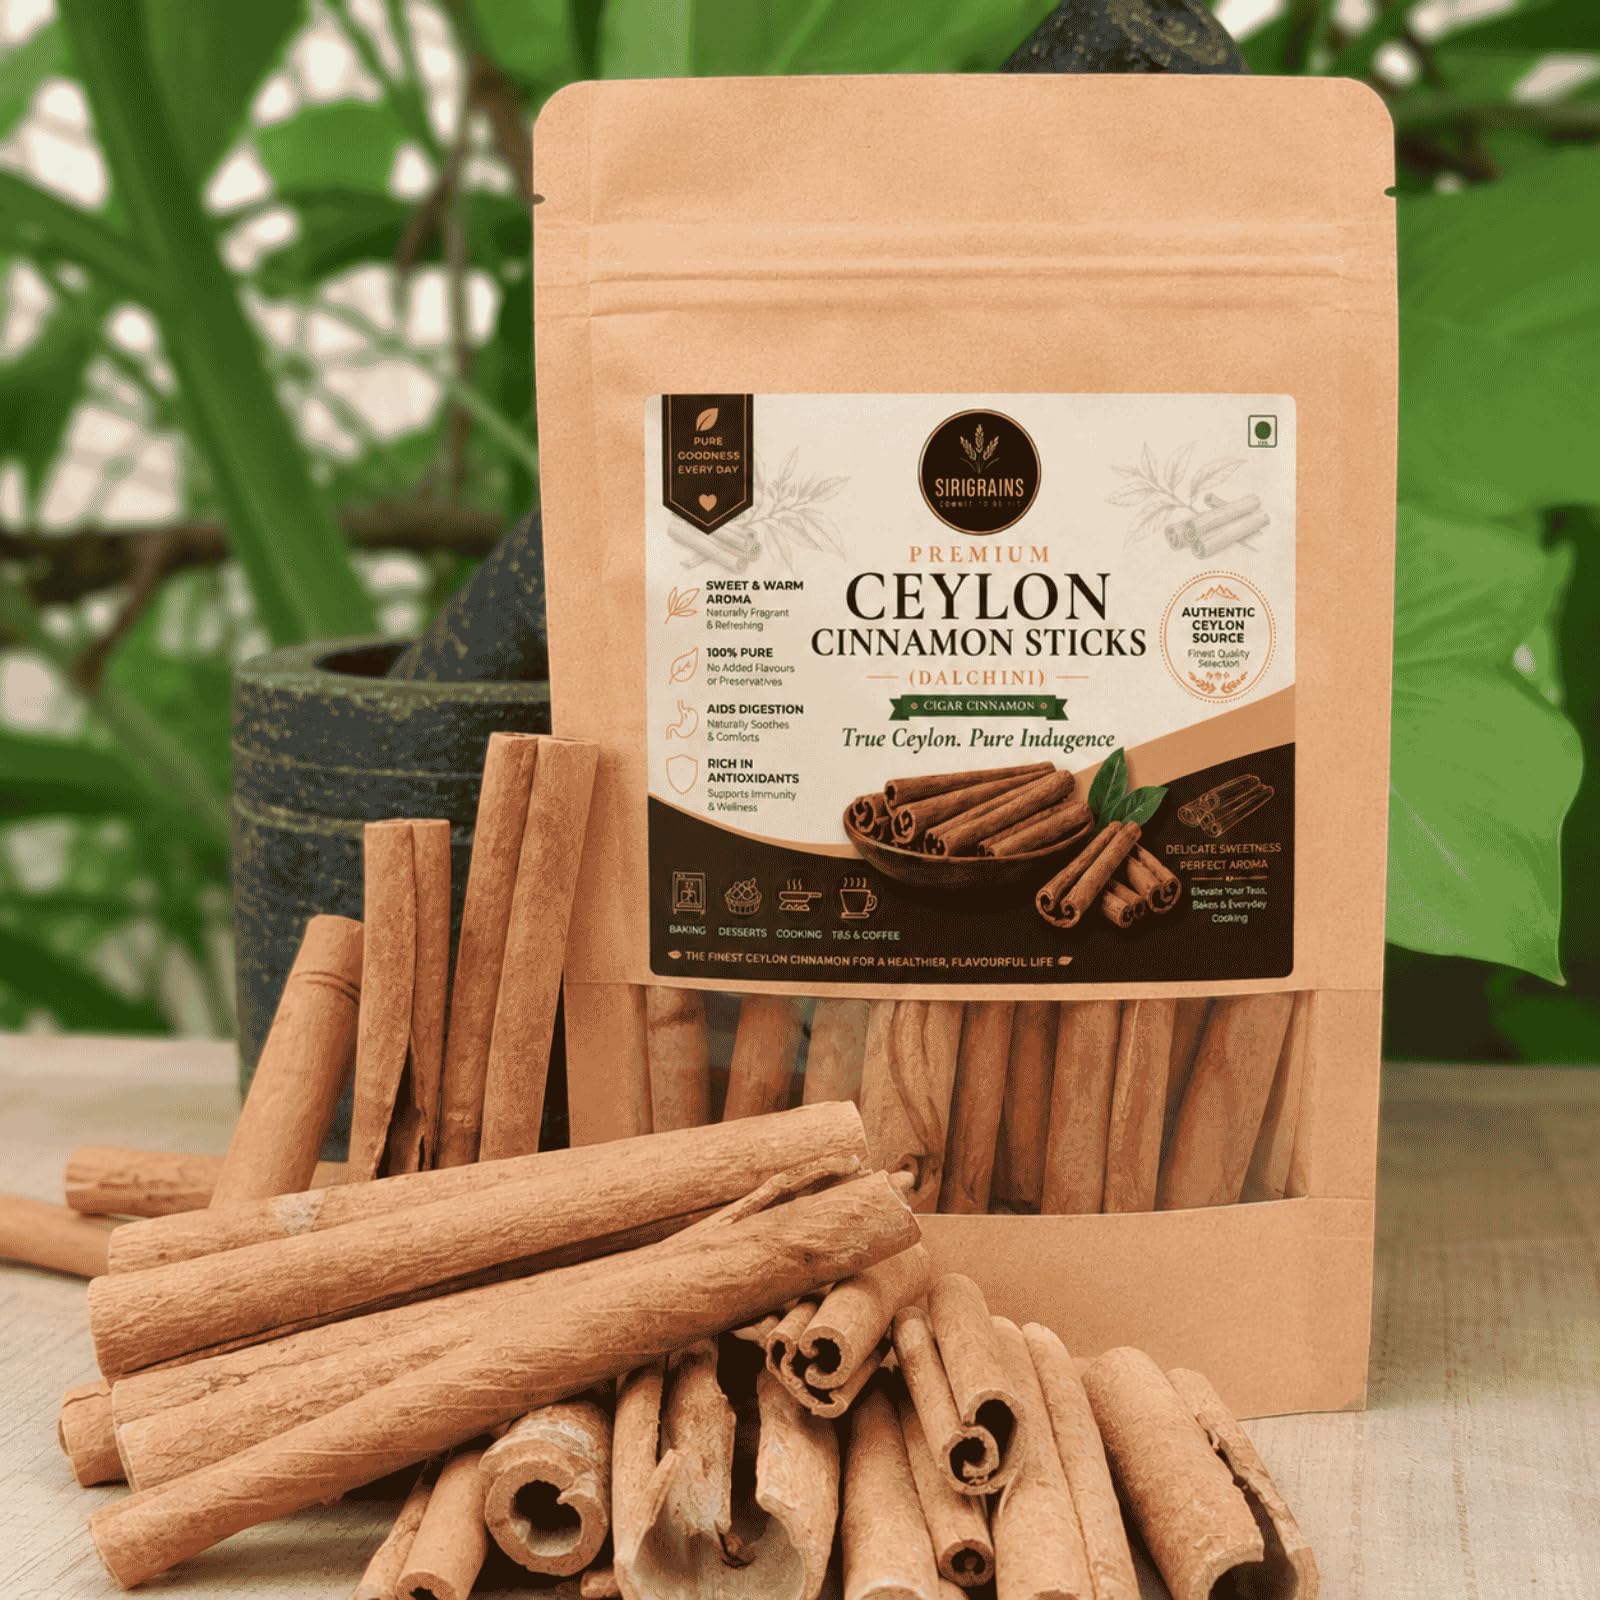 PURE
GOODNESS
EVERY DAY
SIRIGRAINS
PREMIUM
CEYLON
CINNAMON STICKS
(DALCHINI)
CIGAR CINNAMON
True Ceylon. Pure Indugence
SWEET & WARM
AROMA
Naturally Fragrant
& Refreshing
100% PURE
No Added Flavours
or Preservatives
AIDS DIGESTION
Naturally Soothes
& Comforts
RICH IN
ANTIOXIDANTS
Supports Immunity
& Wellness
AUTHENTIC
CEYLON
SOURCE
Finest Quality
Selection
DELICATE SWEETNESS
PERFECT AROMA
Elevate Your
Bakes & Everyday
Cooking
BAKING
DESSERTS
COOKING
& COFFEE
THE FINEST CEYLON CINNAMON FOR A HEALTHIER, FLAVOURFUL LIFE